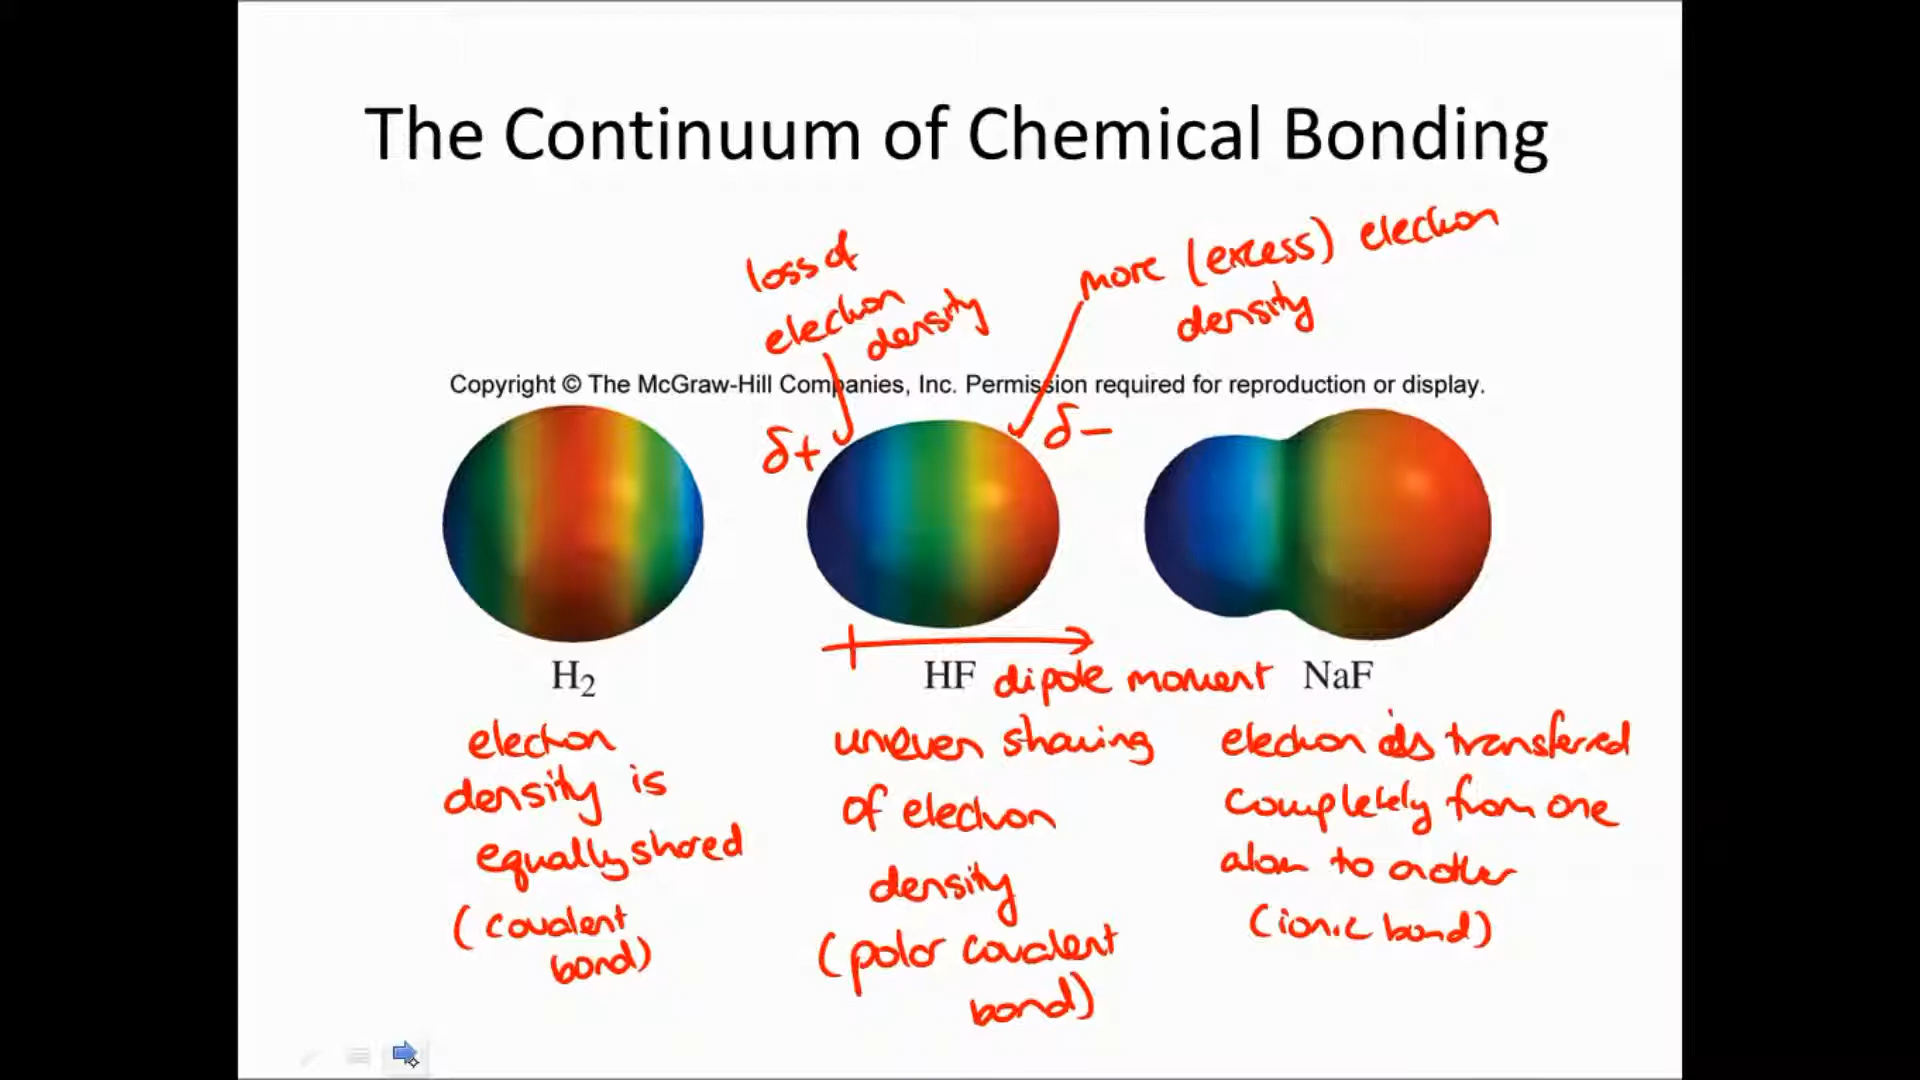 The Continuum of Chemical Bonding
loss of
electron
density
more (excess) electron
density
Copyright © The McGraw-Hill Companies, Inc. Permission required for reproduction or display.
δ+
δ−
H₂
HF
dipole moment
NaF
electron
density is
equally shared
(covalent
bond)
uneven sharing
of electron
density
(polar covalent
bond)
electron is transferred
completely from one
atom to another
(ionic bond)